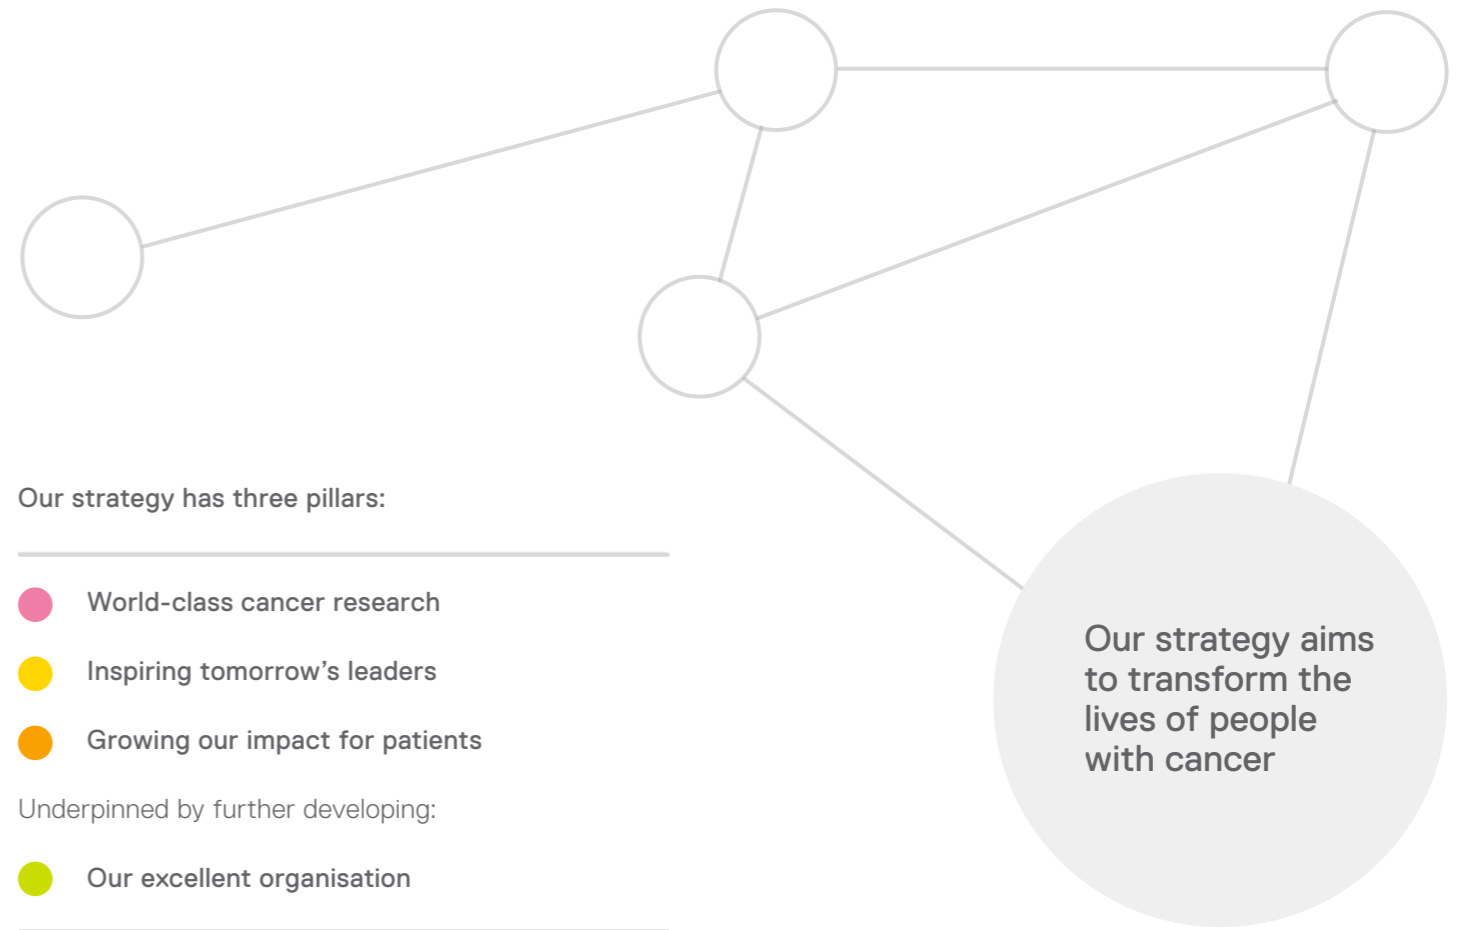 Our strategy has three pillars:
World-class cancer research
Inspiring tomorrow’s leaders
Growing our impact for patients
Underpinned by further developing:
Our excellent organisation
Our strategy aims
to transform the
lives of people
with cancer